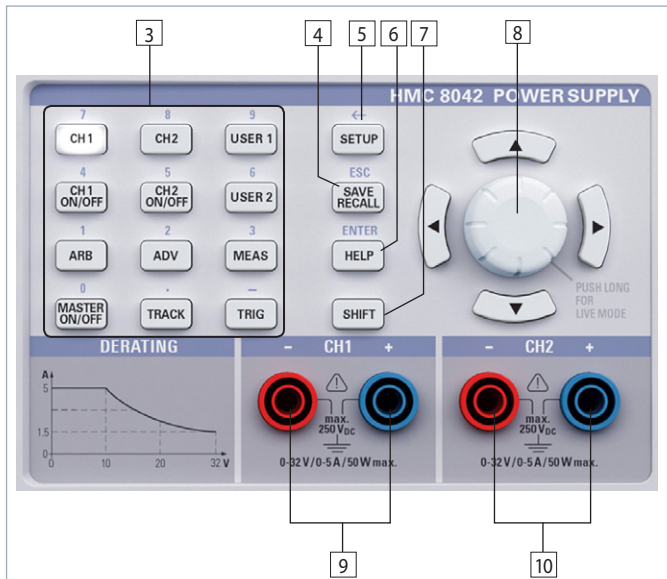 3
4
5
6
7
8
HMC 8042 POWER SUPPLY
7 8 9 ←
CH1 CH2 USER 1 SETUP
4 5 6 ESC
CH1 ON/OFF CH2 ON/OFF USER 2 SAVE RECALL
1 2 3 ENTER
ARB ADV MEAS HELP
0 . –
MASTER ON/OFF TRACK TRIG SHIFT
PUSH LONG
FOR
LIVE MODE
DERATING
A
5
1.5
0
0 10 20 32 V
– CH1 +
max.
250 VDC
0-32 V/0-5 A/50 W max.
– CH2 +
max.
250 VDC
0-32 V/0-5 A/50 W max.
9
10